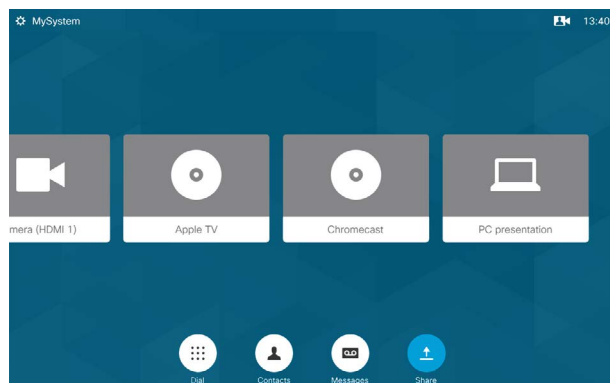 MySystem
13:40
mera (HDMI 1)
Apple TV
Chromecast
PC presentation
Dial
Contacts
Messages
Share